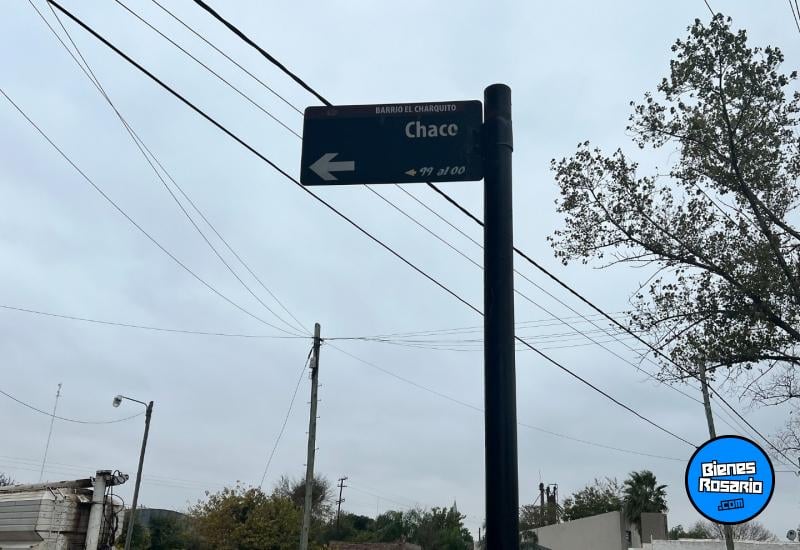 BARRIO EL CHARQUITO
Chaco
99 al 00
Bienes
Rosario
.com